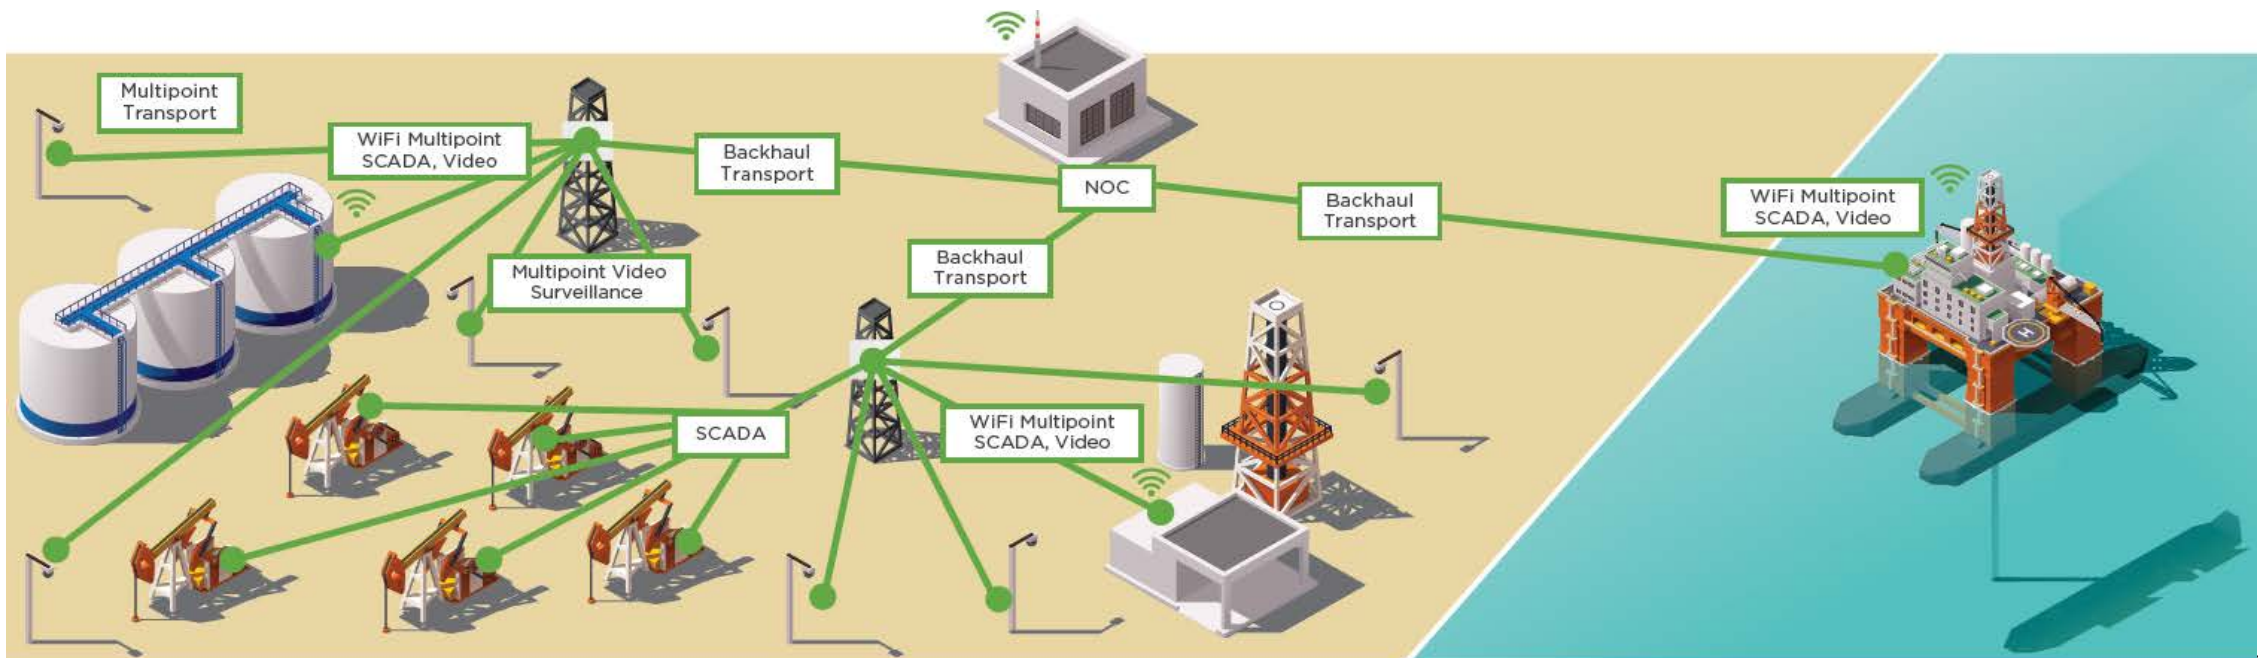 Multipoint
Transport
WiFi Multipoint
SCADA, Video
Backhaul
Transport
NOC
Backhaul
Transport
WiFi Multipoint
SCADA, Video
Multipoint Video
Surveillance
Backhaul
Transport
SCADA
WiFi Multipoint
SCADA, Video
H